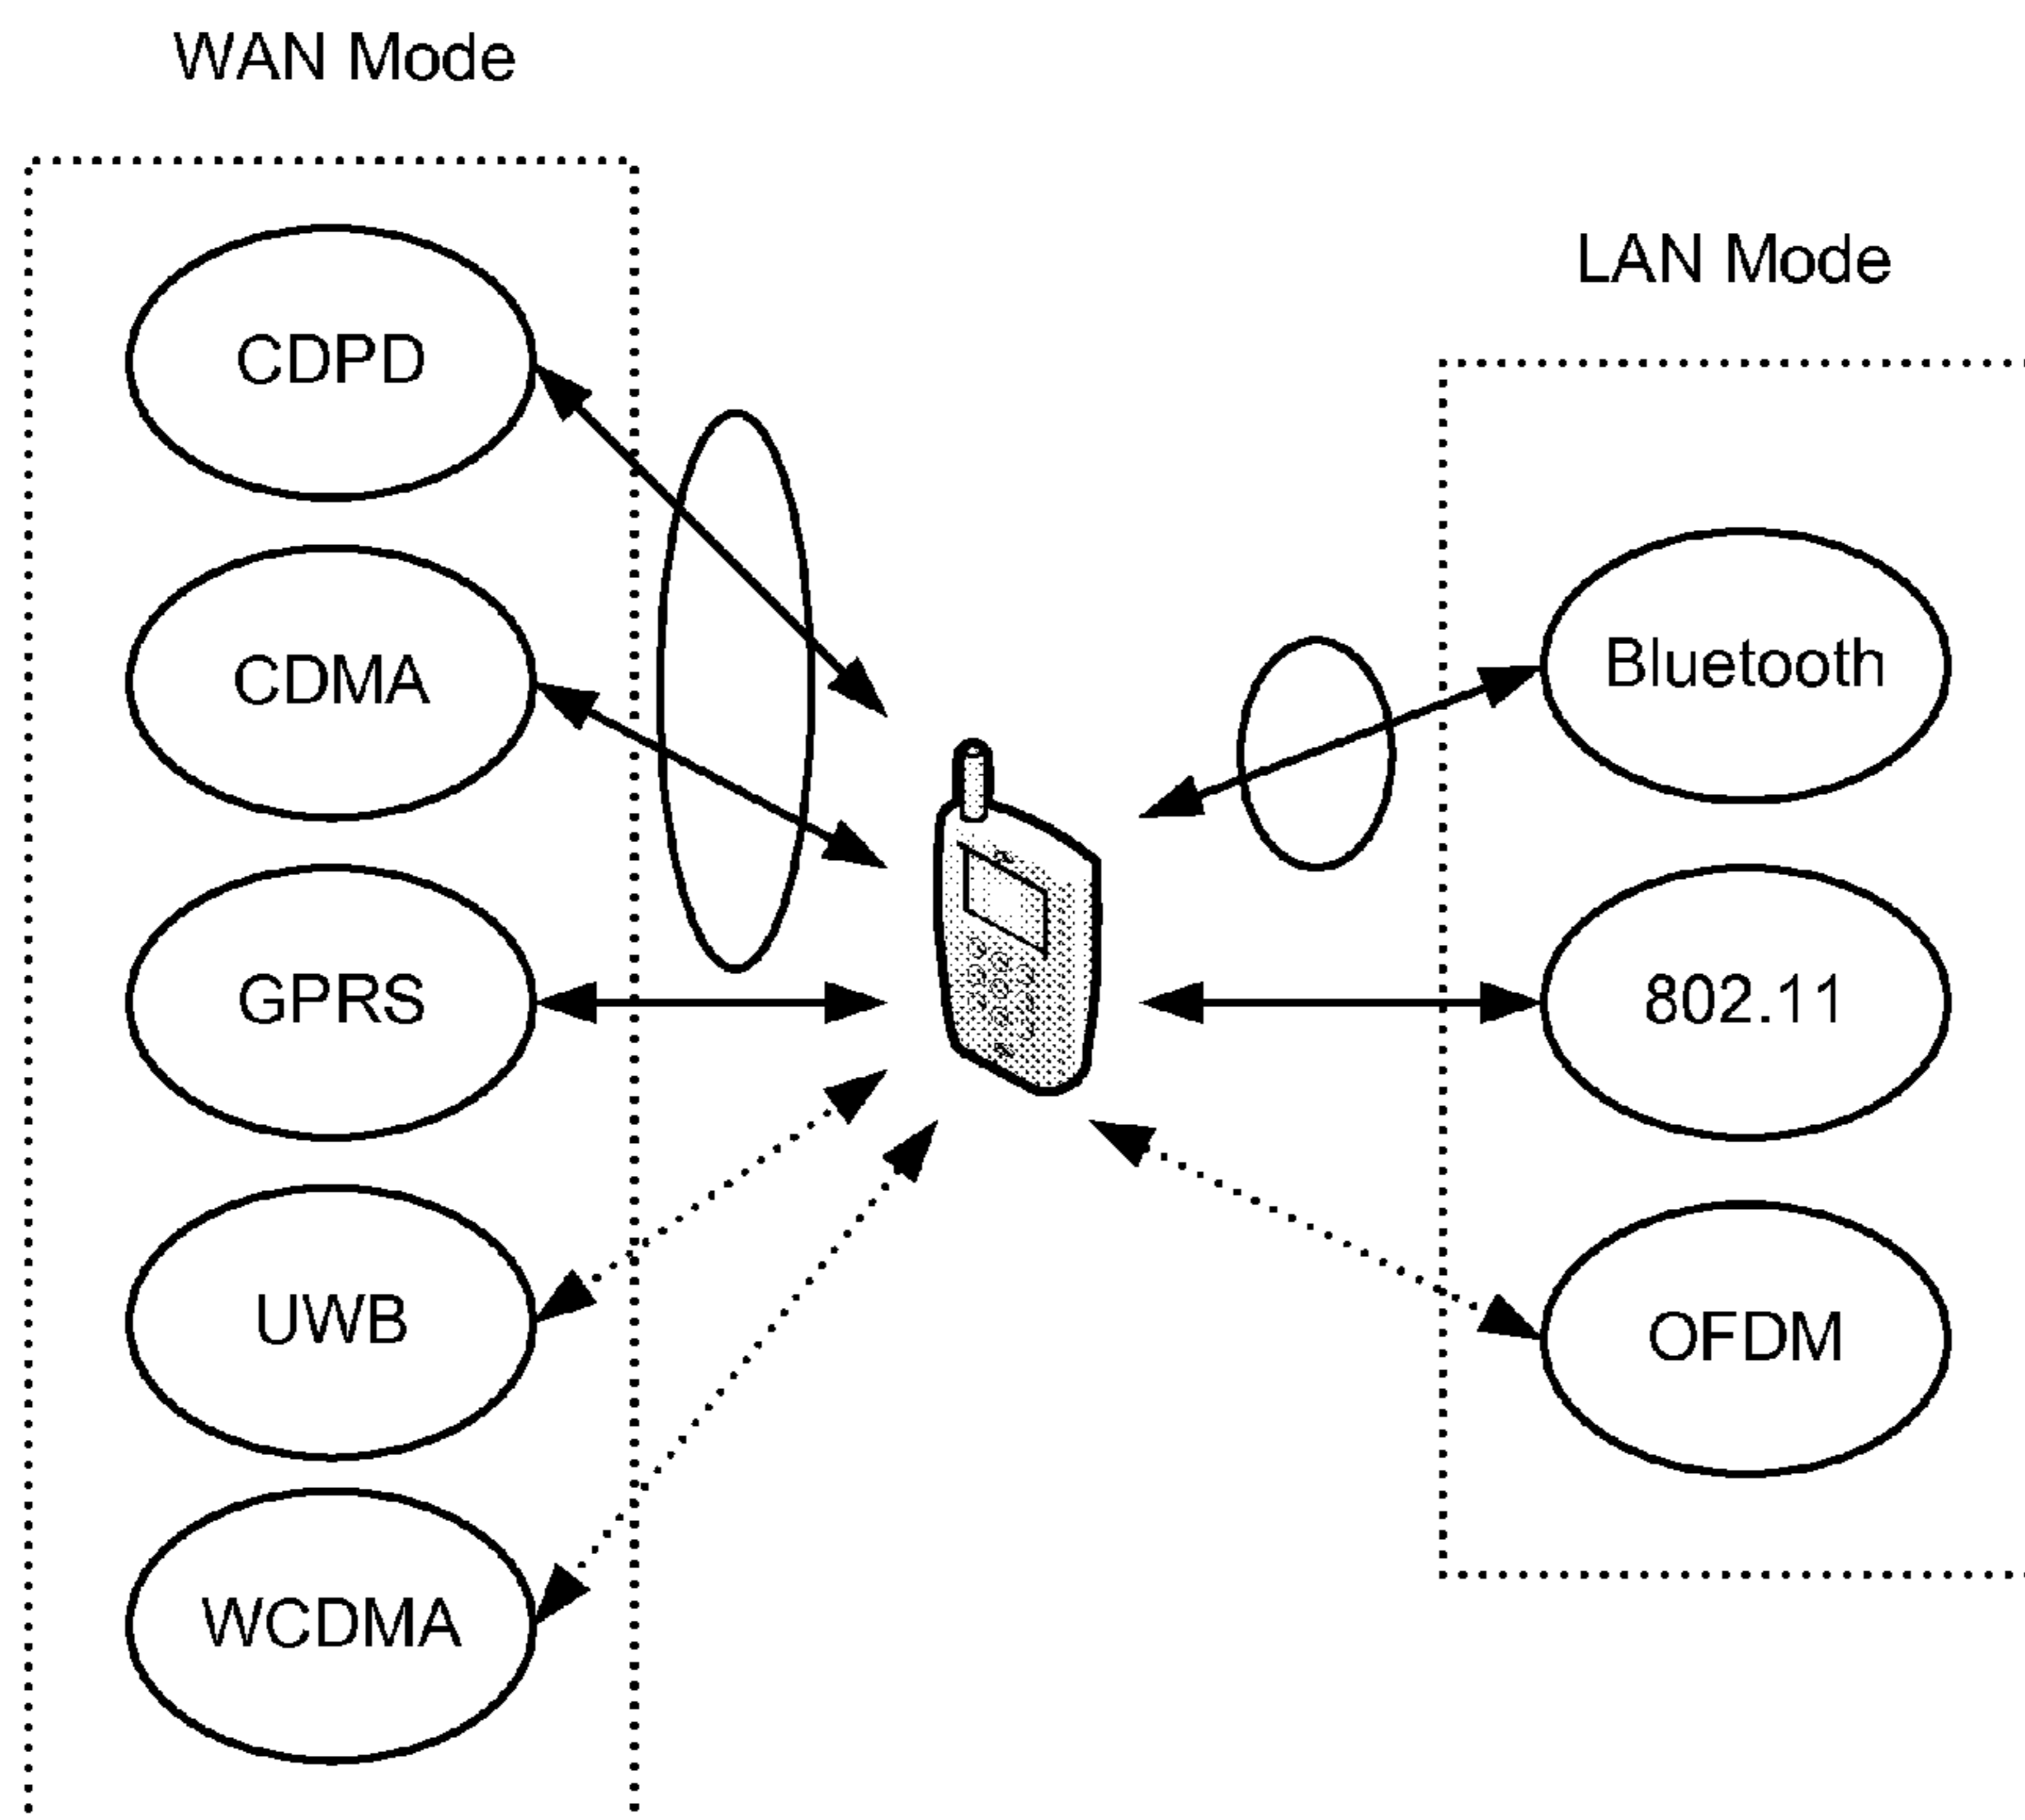 WAN Mode
CDPD
CDMA
GPRS
UWB
WCDMA
LAN Mode
Bluetooth
802.11
OFDM